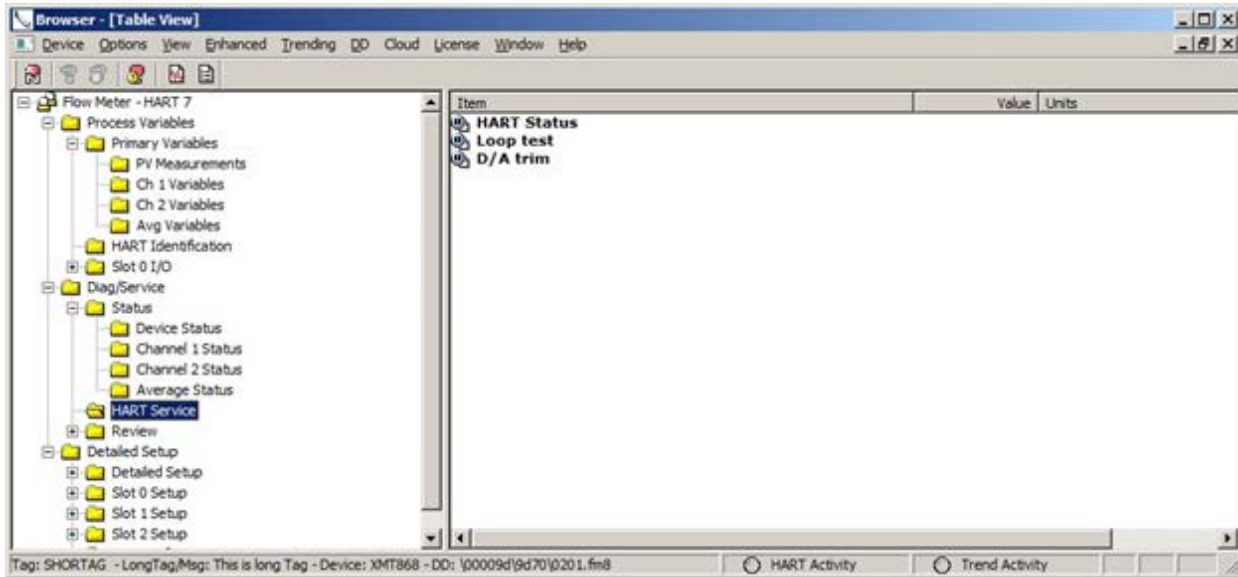 Browser - [Table View]
Device Options View Enhanced Trending DD Cloud License Window Help
Flow Meter - HART 7
Process Variables
Primary Variables
PV Measurements
Ch 1 Variables
Ch 2 Variables
Avg Variables
HART Identification
Slot 0 I/O
Diag/Service
Status
Device Status
Channel 1 Status
Channel 2 Status
Average Status
HART Service
Review
Detailed Setup
Detailed Setup
Slot 0 Setup
Slot 1 Setup
Slot 2 Setup
Item Value Units
HART Status
Loop test
D/A trim
Tag: SHORTAG - LongTag/Msg: This is long Tag - Device: XMT868 - DD: \00009d\9d70\0201.fm8 HART Activity Trend Activity